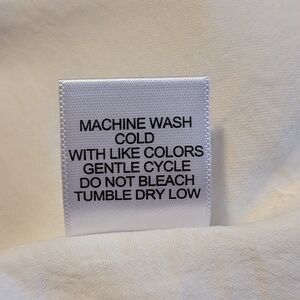 MACHINE WASH
COLD
WITH LIKE COLORS
GENTLE CYCLE
DO NOT BLEACH
TUMBLE DRY LOW